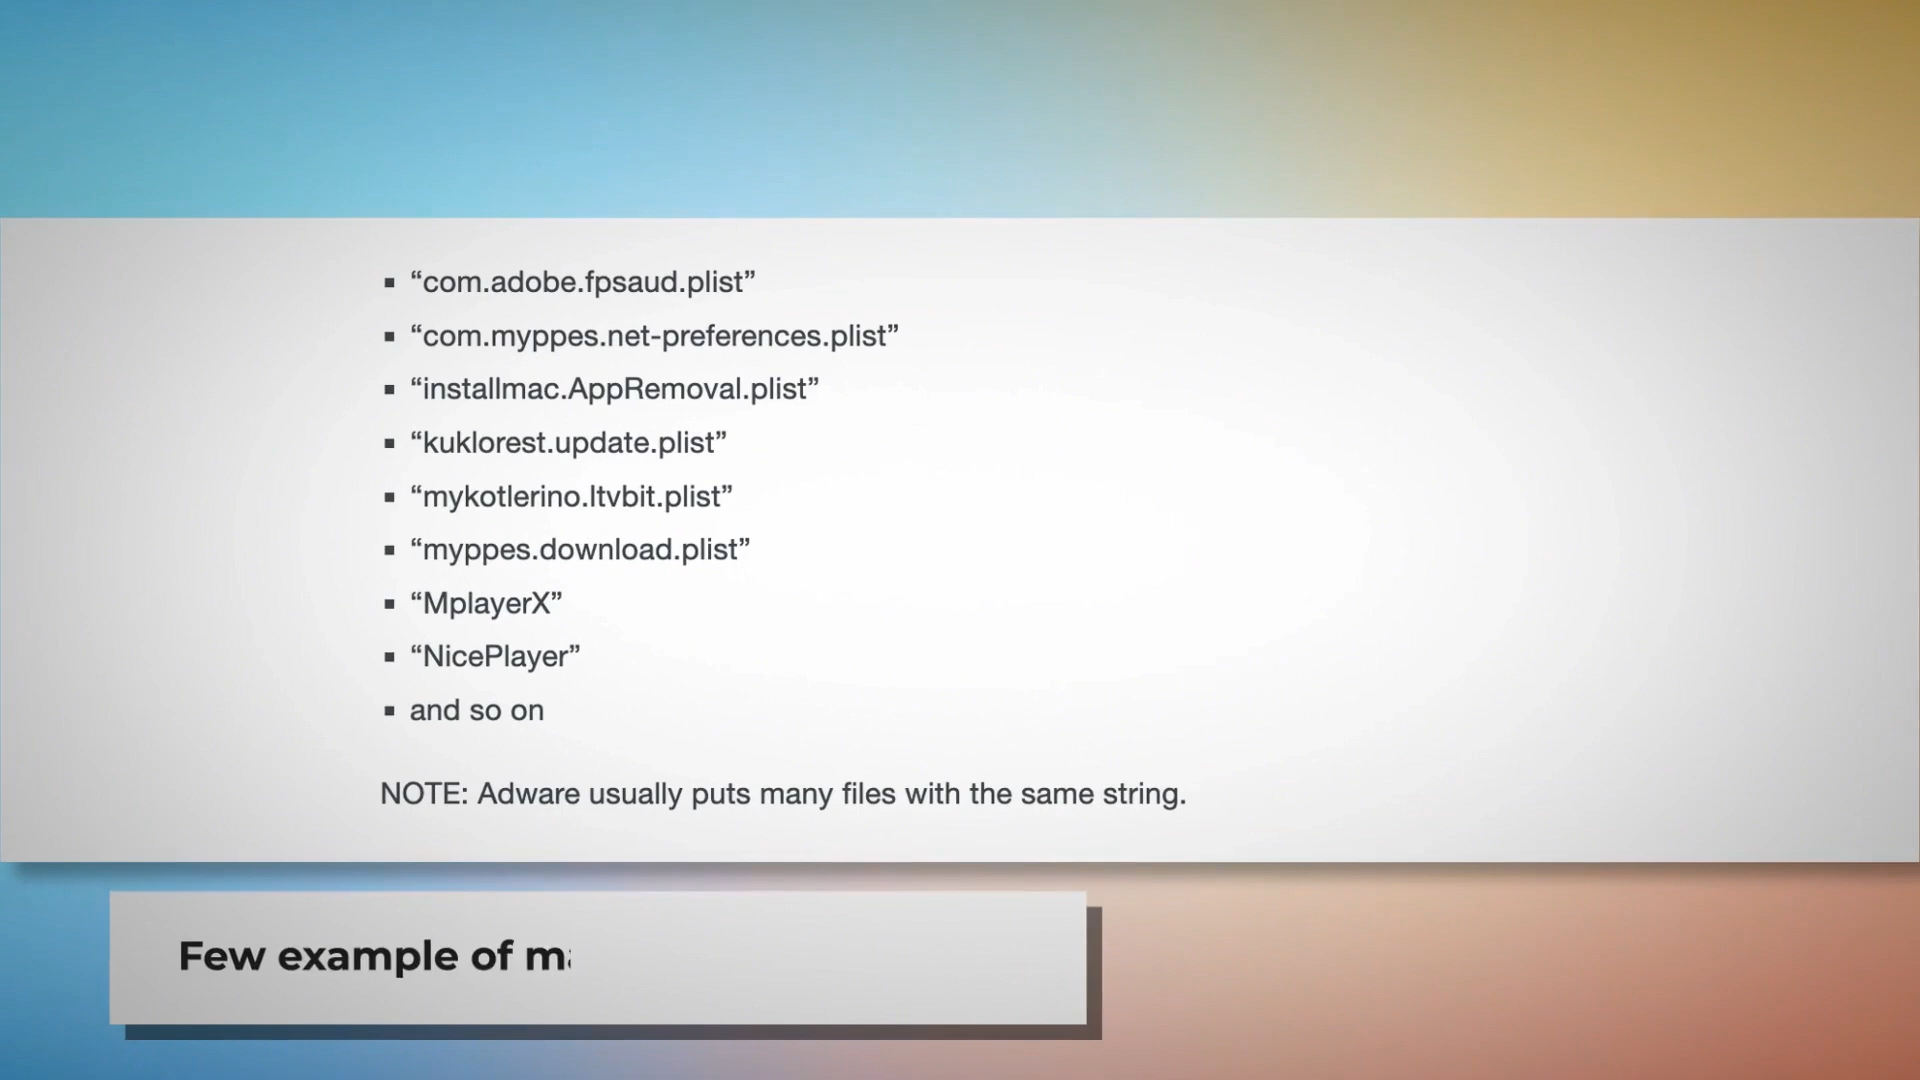 “com.adobe.fpsaud.plist”
“com.myppes.net-preferences.plist”
“installmac.AppRemoval.plist”
“kuklorest.update.plist”
“mykotlerino.ltvbit.plist”
“myppes.download.plist”
“MplayerX”
“NicePlayer”
and so on
NOTE: Adware usually puts many files with the same string.
Few example of